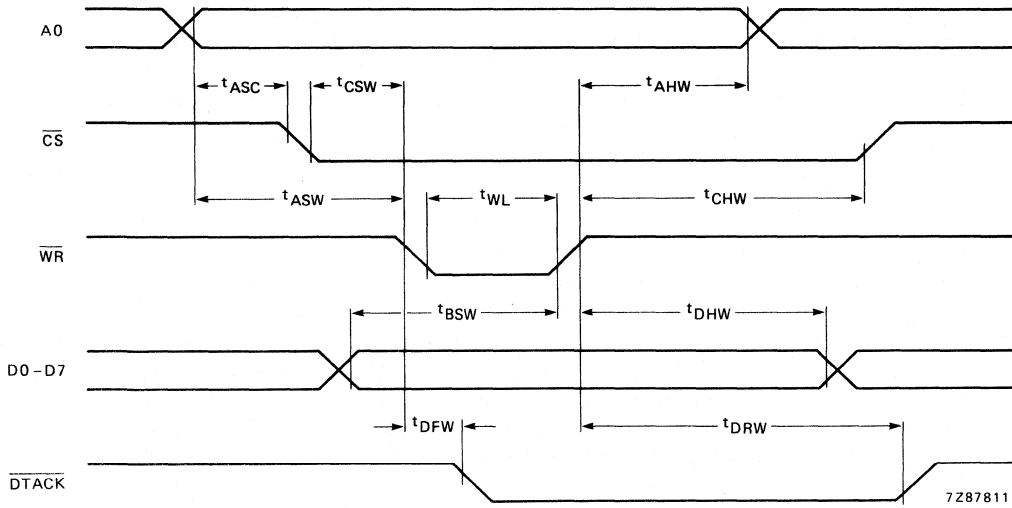 A0
tASC
tCSW
tAHW
CS
tASW
tWL
tCHW
WR
tBSW
tDHW
D0–D7
tDFW
tDRW
DTACK
7Z87811